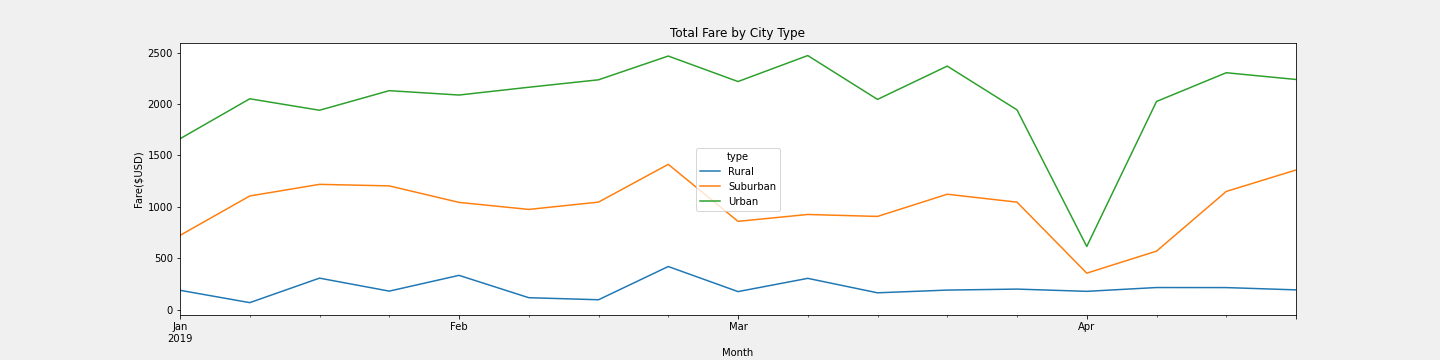 Total Fare by City Type
2500
2000
1500
1000
500
0
Fare($USD)
type
Rural
Suburban
Urban
Jan
2019
Feb
Mar
Apr
Month